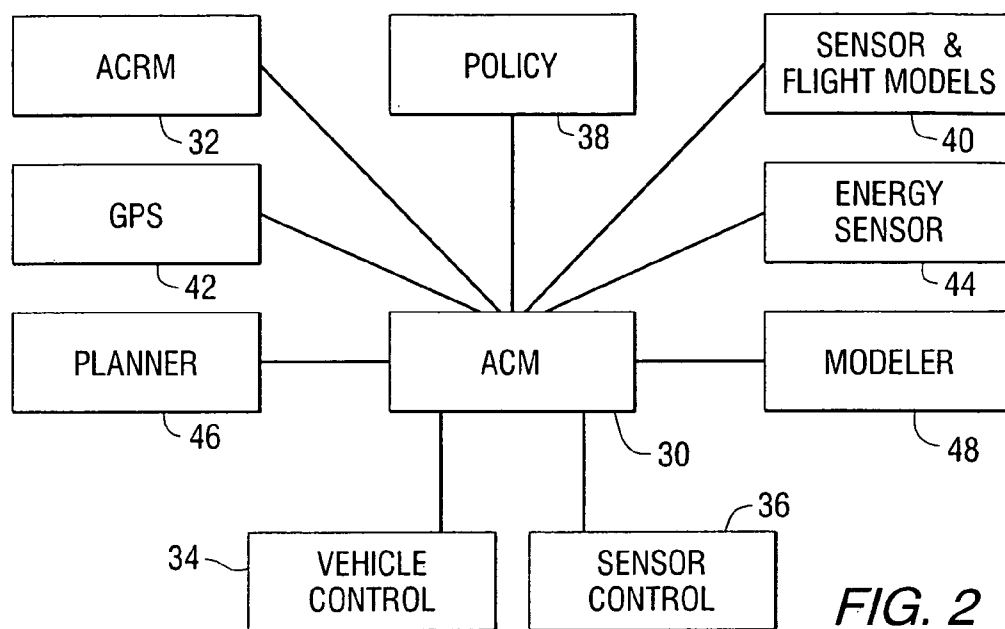 ACRM
32
POLICY
38
SENSOR &
FLIGHT MODELS
40
GPS
42
ENERGY
SENSOR
44
PLANNER
46
ACM
30
MODELER
48
34
VEHICLE
CONTROL
36
SENSOR
CONTROL
FIG. 2